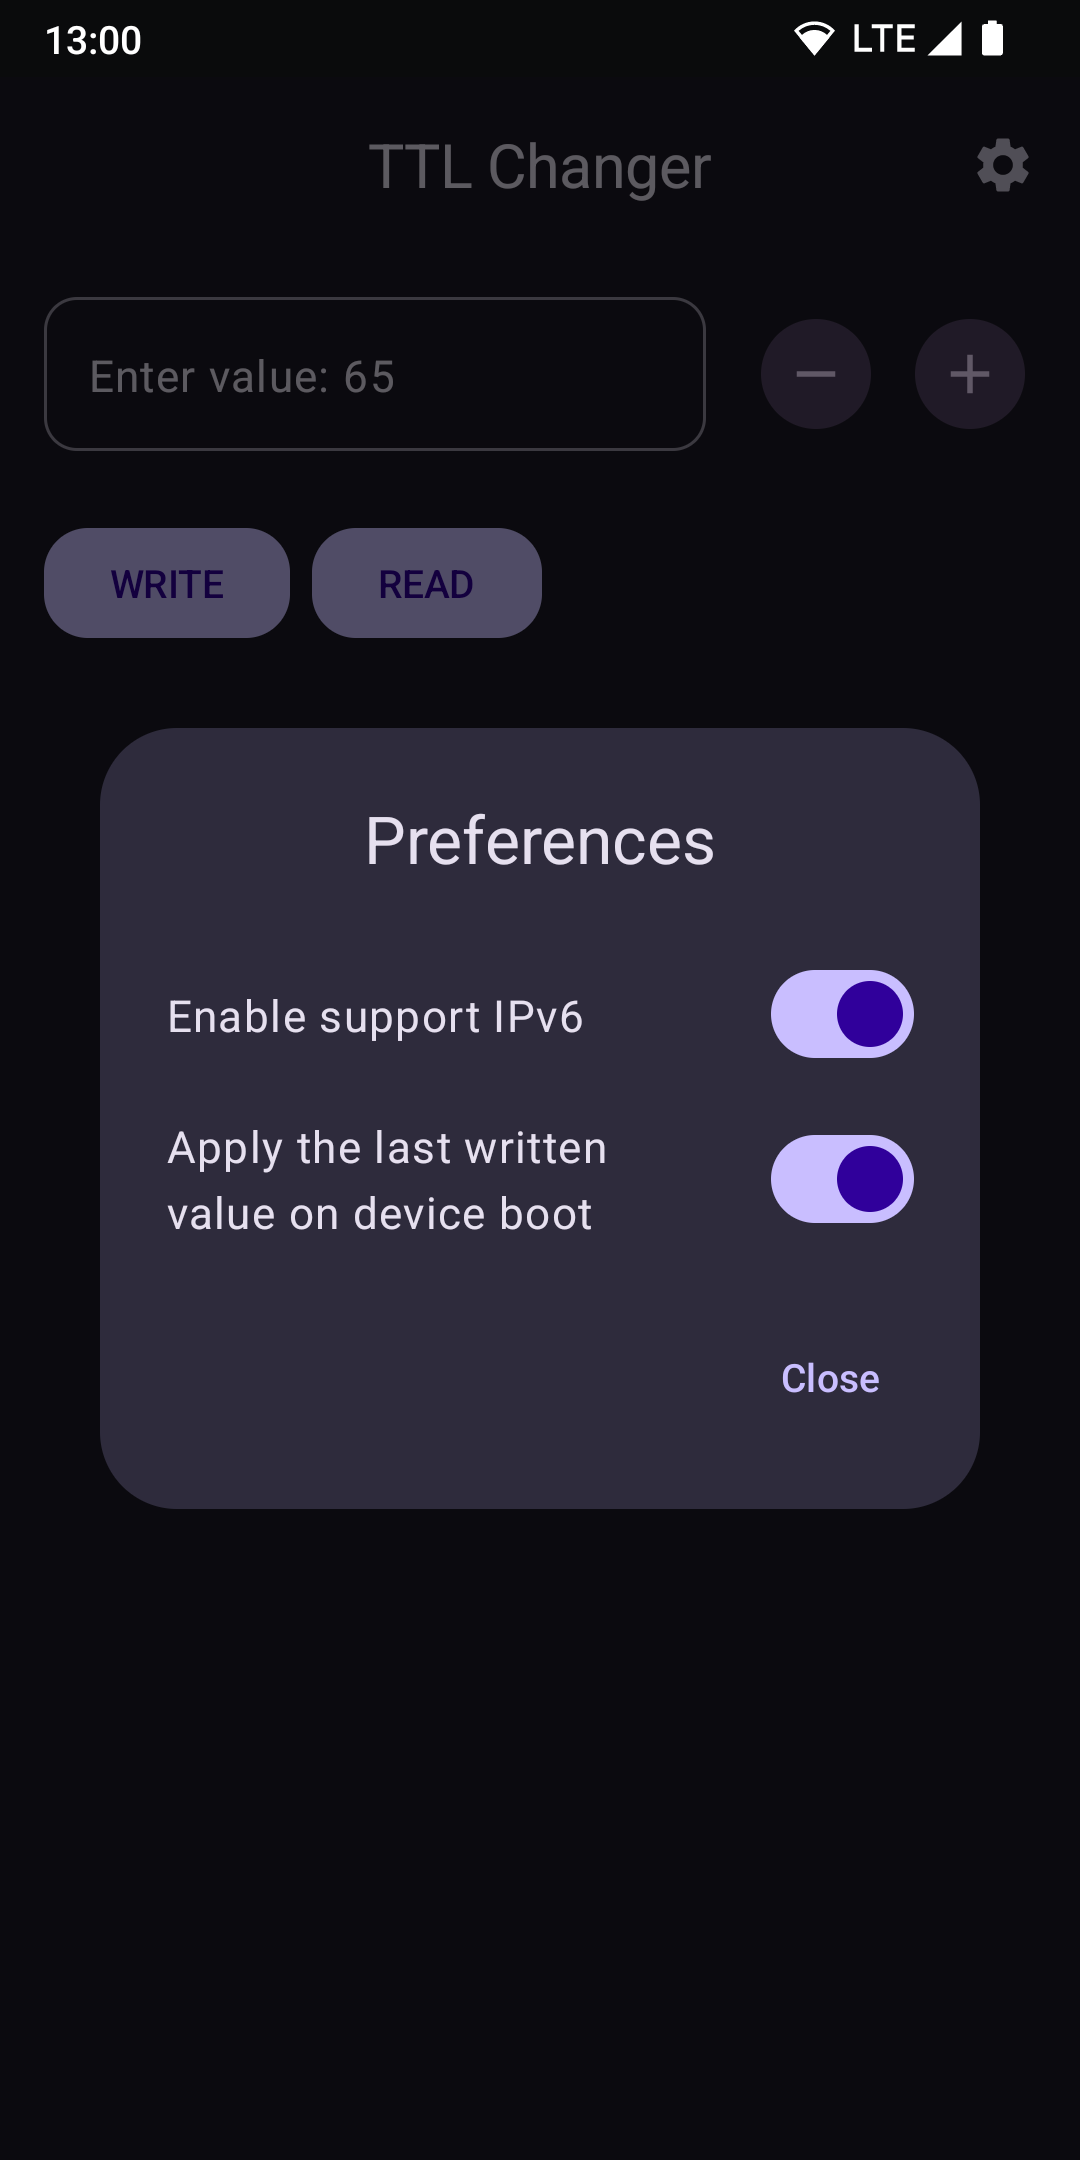 13:00
LTE
TTL Changer
Enter value: 65
WRITE
READ
Preferences
Enable support IPv6
Apply the last written
value on device boot
Close